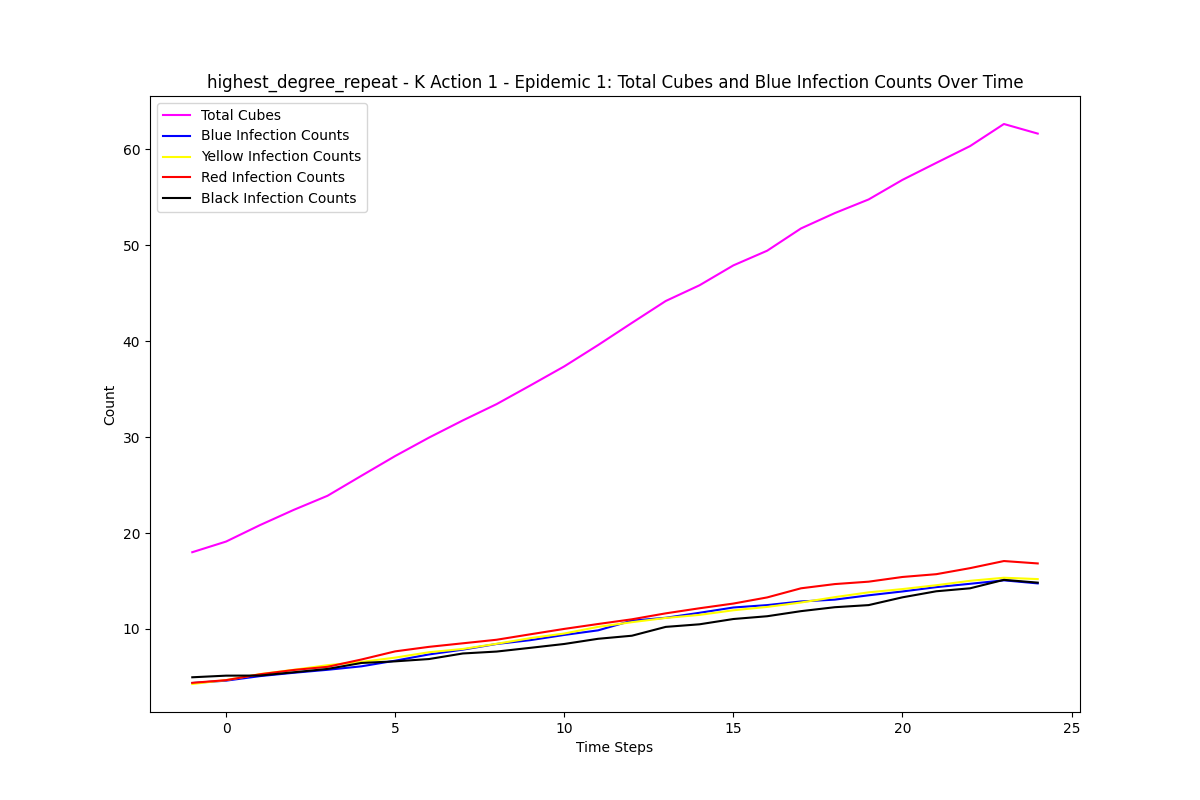 highest_degree_repeat - K Action 1 - Epidemic 1: Total Cubes and Blue Infection Counts Over Time
Total Cubes
Blue Infection Counts
Yellow Infection Counts
Red Infection Counts
Black Infection Counts
Count
60
50
40
30
20
10
0 5 10 15 20 25
Time Steps